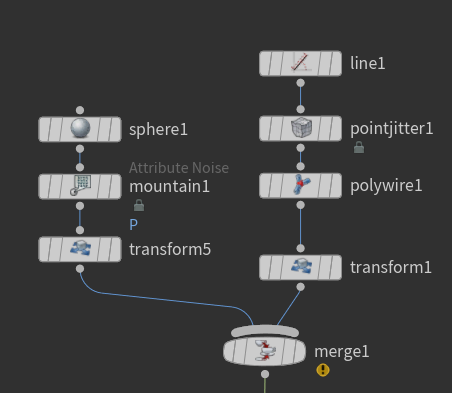 line1
sphere1
pointjitter1
Attribute Noise
mountain1
polywire1
P
transform5
transform1
merge1